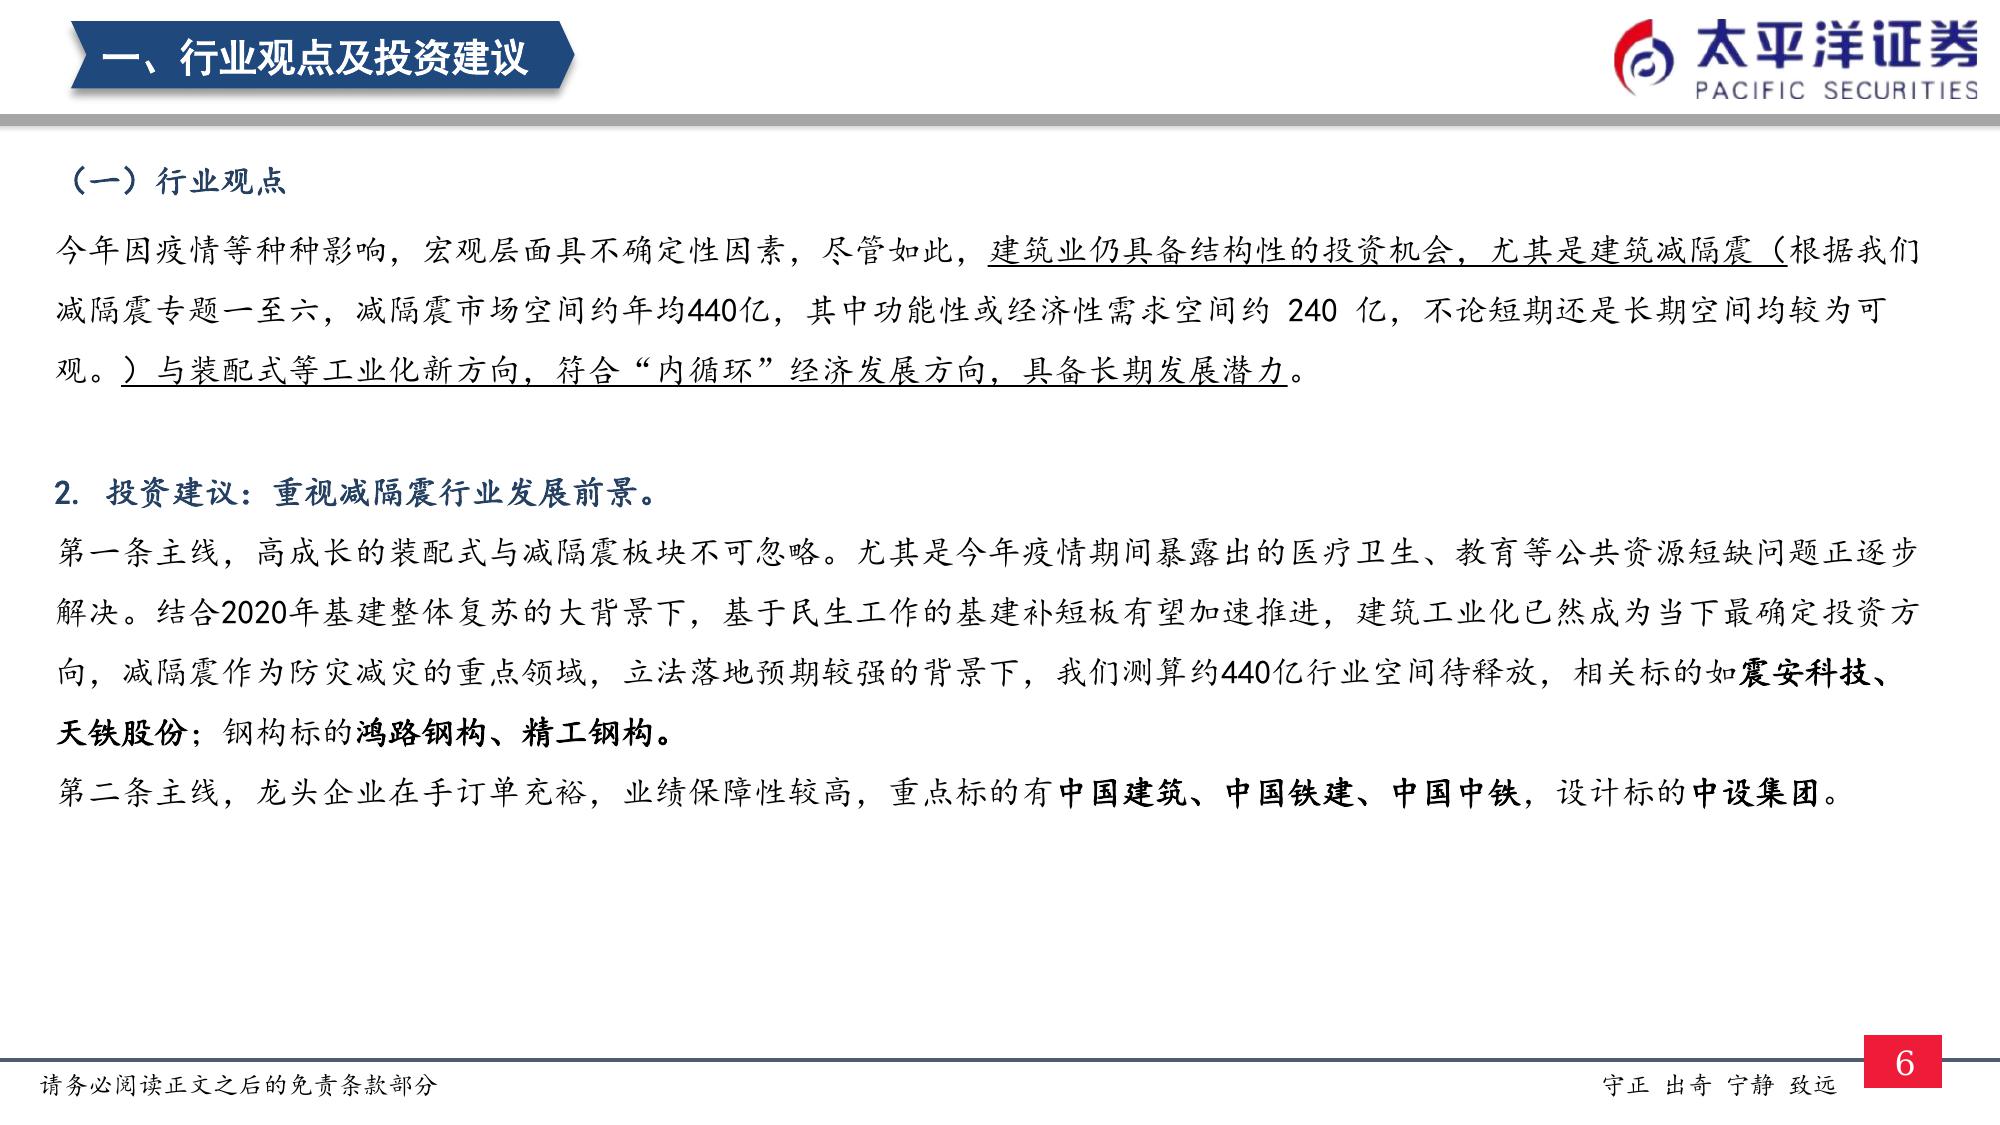 一、行业观点及投资建议
太平洋证券
PACIFIC SECURITIES
（一）行业观点
今年因疫情等种种影响，宏观层面具不确定性因素，尽管如此，建筑业仍具备结构性的投资机会，尤其是建筑减隔震（根据我们
减隔震专题一至六，减隔震市场空间约年均440亿，其中功能性或经济性需求空间约 240 亿，不论短期还是长期空间均较为可
观。）与装配式等工业化新方向，符合“内循环”经济发展方向，具备长期发展潜力。
2. 投资建议：重视减隔震行业发展前景。
第一条主线，高成长的装配式与减隔震板块不可忽略。尤其是今年疫情期间暴露出的医疗卫生、教育等公共资源短缺问题正逐步
解决。结合2020年基建整体复苏的大背景下，基于民生工作的基建补短板有望加速推进，建筑工业化已然成为当下最确定投资方
向，减隔震作为防灾减灾的重点领域，立法落地预期较强的背景下，我们测算约440亿行业空间待释放，相关标的如震安科技、
天铁股份；钢构标的鸿路钢构、精工钢构。
第二条主线，龙头企业在手订单充裕，业绩保障性较高，重点标的有中国建筑、中国铁建、中国中铁，设计标的中设集团。
请务必阅读正文之后的免责条款部分
守正 出奇 宁静 致远
6